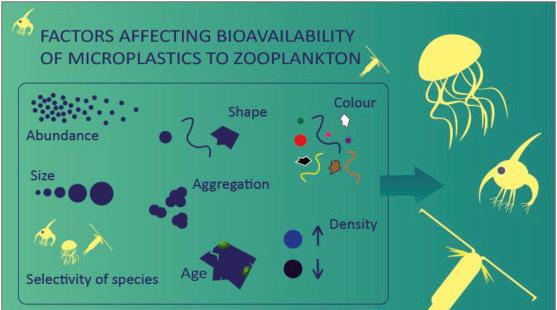 FACTORS AFFECTING BIOAVAILABILITY
OF MICROPLASTICS TO ZOOPLANKTON
Abundance
Shape
Colour
Size
Aggregation
Selectivity of species
Age
Density